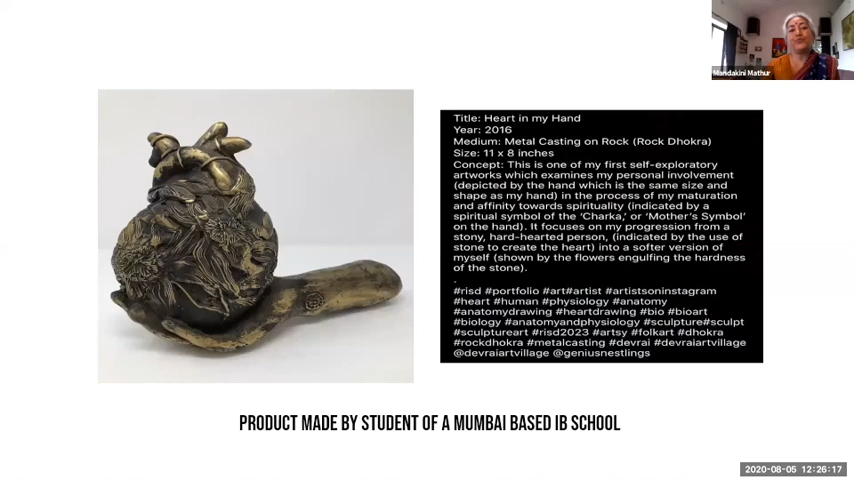 Mandakini Mathur
Title: Heart in my Hand
Year: 2016
Medium: Metal Casting on Rock (Rock Dhokra)
Size: 11 x 8 inches
Concept: This is one of my first self-exploratory
artworks which examines my personal involvement
(depicted by the hand which is the same size and
shape as my hand) in the process of my maturation
and affinity towards spirituality (indicated by a
spiritual symbol of the 'Charka,' or 'Mother's Symbol'
on the hand). It focuses on my progression from a
stony, hard-hearted person, (indicated by the use of
stone to create the heart) into a softer version of
myself (shown by the flowers engulfing the hardness
of the stone).
.
#risd #portfolio #art#artist #artistsoninstagram
#heart #human #physiology #anatomy
#anatomydrawing #heartdrawing #bio #bioart
#biology #anatomyandphysiology #sculpture#sculpt
#sculptureart #risd2023 #artsy #folkart #dhokra
#rockdhokra #metalcasting #devrai #devraiartvillage
@devraiartvillage @geniusnestlings
PRODUCT MADE BY STUDENT OF A MUMBAI BASED IB SCHOOL
2020-08-05 12:26:17